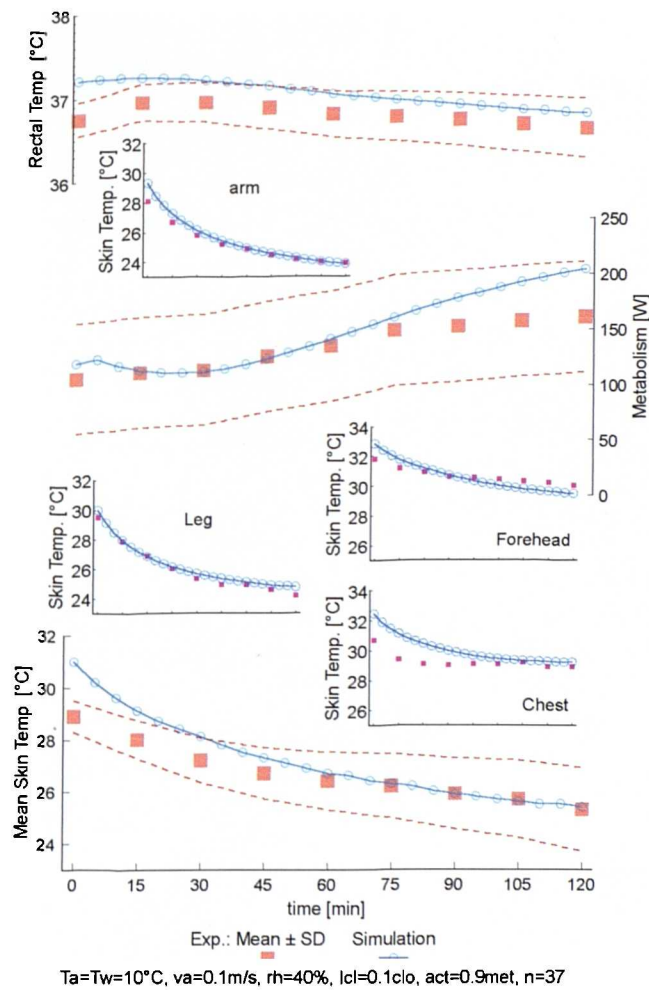 38
37
36
Rectal Temp [°C]
30
28
26
24
Skin Temp. [°C]
arm
250
200
150
100
50
0
Metabolism [W]
34
32
30
28
26
Skin Temp. [°C]
Forehead
32
30
28
26
24
Skin Temp. [°C]
Leg
34
32
30
28
26
Skin Temp. [°C]
Chest
32
30
28
26
24
Mean Skin Temp [°C]
0 15 30 45 60 75 90 105 120
time [min]
Exp.: Mean ± SD Simulation
Ta=Tw=10°C, va=0.1m/s, rh=40%, Icl=0.1clo, act=0.9met, n=37